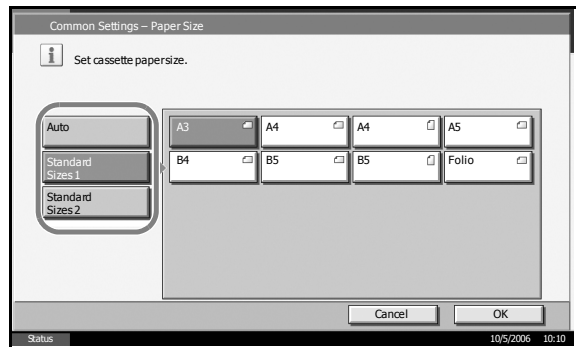 Common Settings – Paper Size
i
Set cassette papersize.
Auto
Standard
Sizes 1
Standard
Sizes 2
A3 A4 A4 A5
B4 B5 B5 Folio
Cancel OK
Status 10/5/2006 10:10